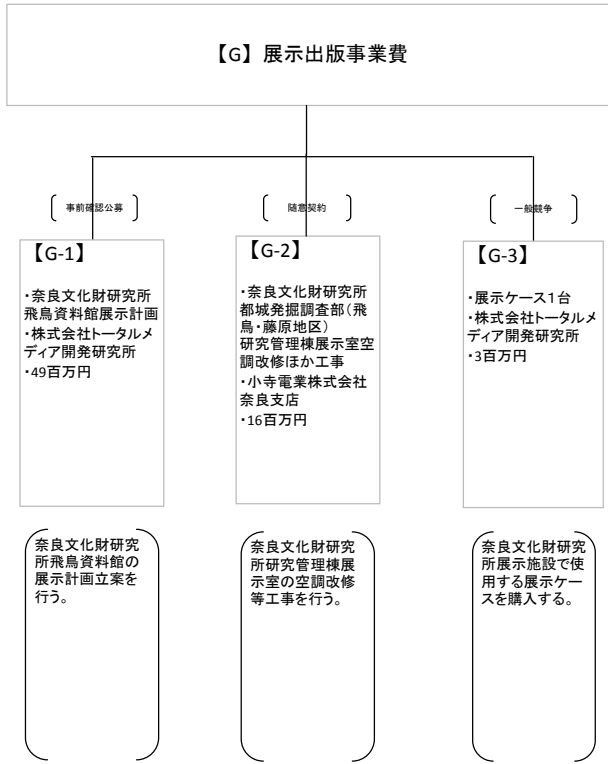 【G】 展示出版事業費
事前確認公募
随意契約
一般競争
【G-1】
・奈良文化財研究所
飛鳥資料館展示計画
・株式会社トータルメ
ディア開発研究所
・49百万円
【G-2】
・奈良文化財研究所
都城発掘調査部(飛
鳥・藤原地区)
研究管理棟展示室空
調改修ほか工事
・小寺電業株式会社
奈良支店
・16百万円
【G-3】
・展示ケース1台
・株式会社トータルメ
ディア開発研究所
・3百万円
奈良文化財研究
所飛鳥資料館の
展示計画立案を
行う。
奈良文化財研究
所研究管理棟展
示室の空調改修
等工事を行う。
奈良文化財研究
所展示施設で使
用する展示ケー
スを購入する。